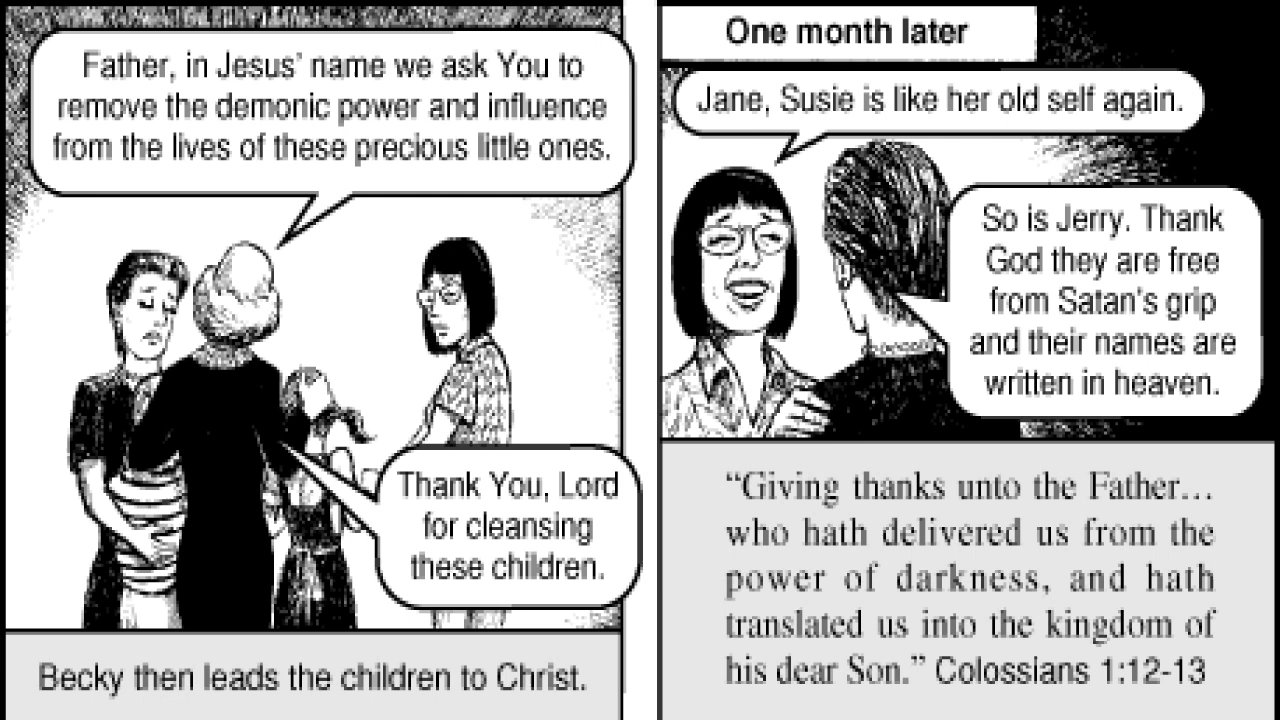 Father, in Jesus’ name we ask You to
remove the demonic power and influence
from the lives of these precious little ones.
Thank You, Lord
for cleansing
these children.
Becky then leads the children to Christ.
One month later
Jane, Susie is like her old self again.
So is Jerry. Thank
God they are free
from Satan’s grip
and their names are
written in heaven.
“Giving thanks unto the Father...
who hath delivered us from the
power of darkness, and hath
translated us into the kingdom of
his dear Son.” Colossians 1:12-13